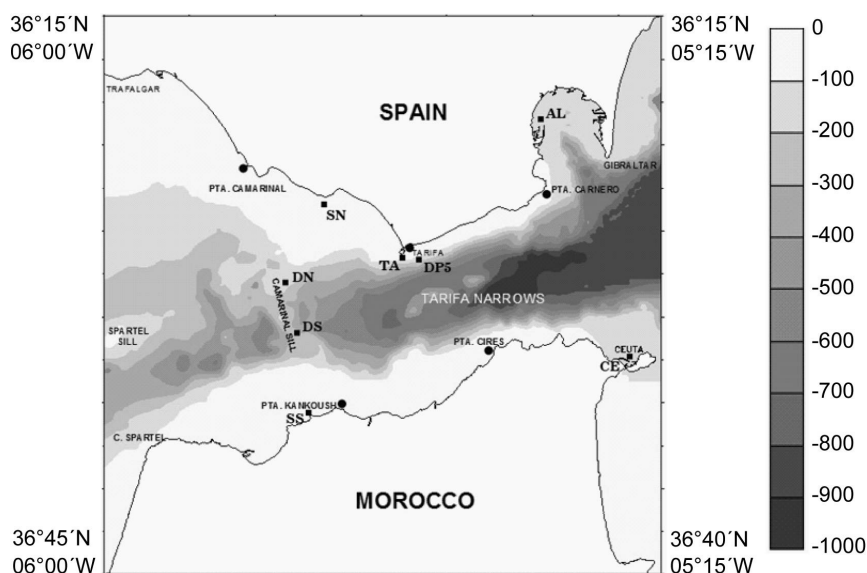 36°15´N
06°00´W
36°15´N
05°15´W
0
-100
-200
-300
-400
-500
-600
-700
-800
-900
-1000
TRAFALGAR
SPAIN
AL
GIBRALTAR
PTA. CAMARINAL
PTA. CARNERO
SN
TARIFA
TA
DP5
DN
CAMARINAL SILL
TARIFA NARROWS
SPARTEL
SILL
DS
PTA. CIRES
CEUTA
CE
PTA. KANKOUSH
SS
C. SPARTEL
MOROCCO
36°45´N
06°00´W
36°40´N
05°15´W